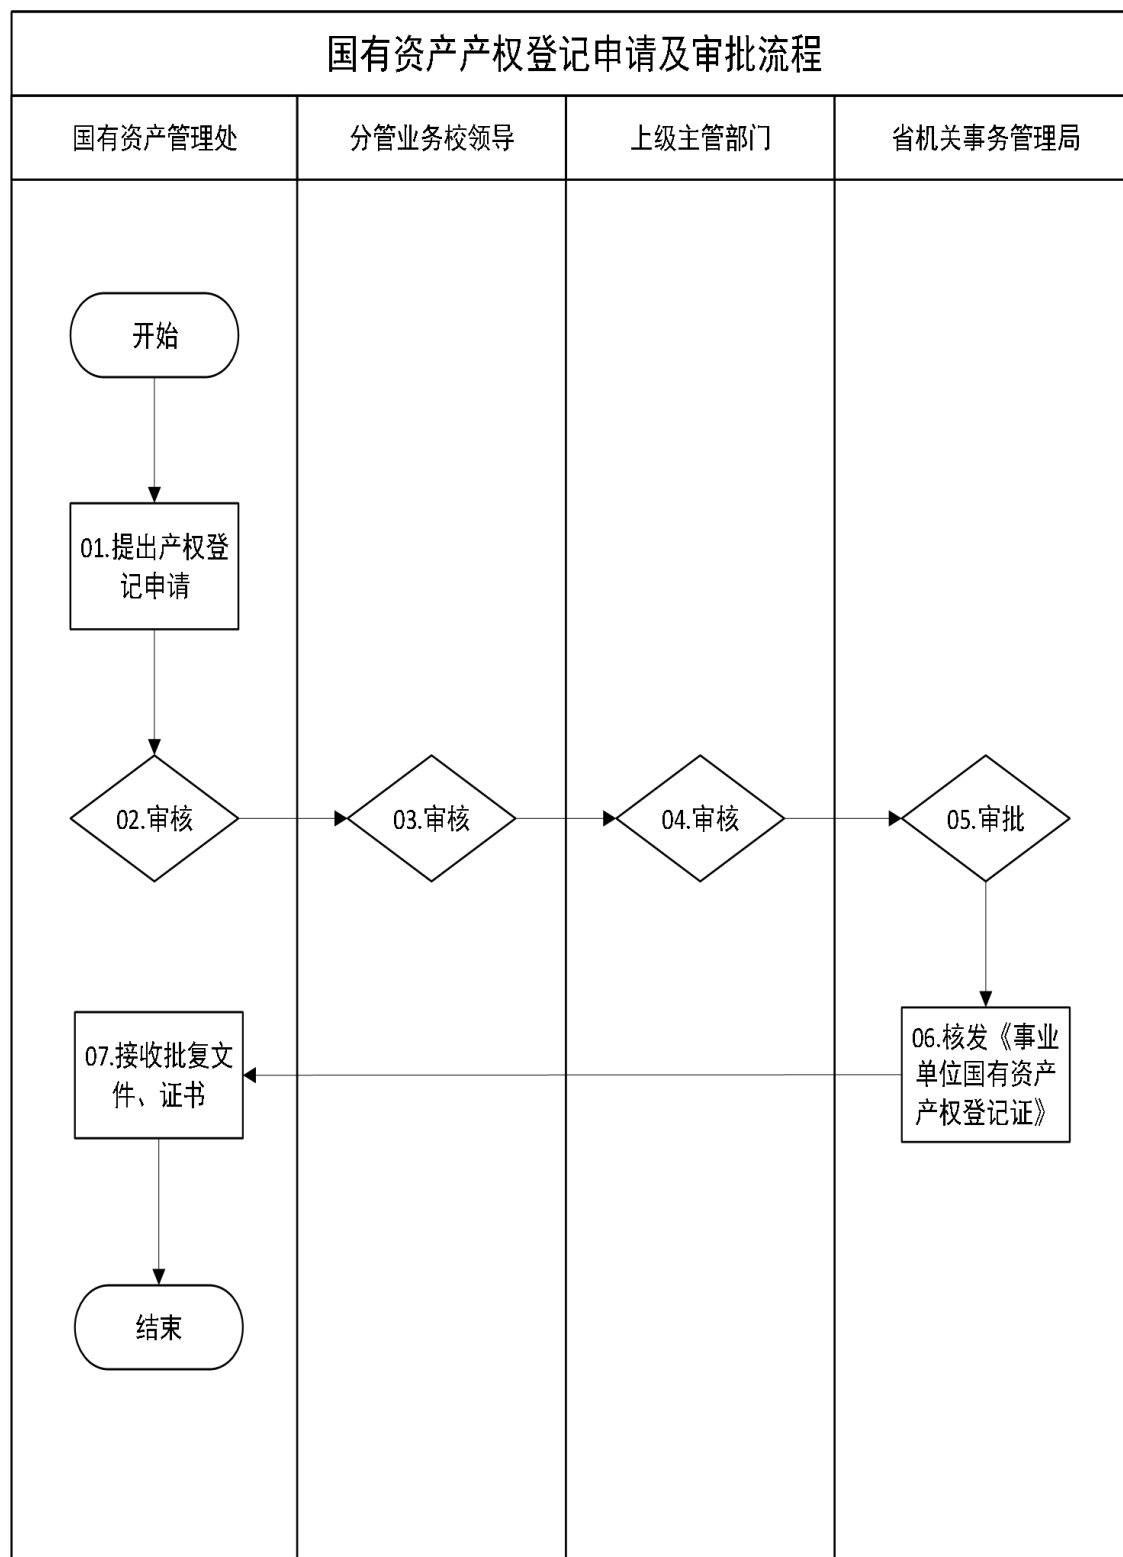 国有资产产权登记申请及审批流程
国有资产管理处
分管业务校领导
上级主管部门
省机关事务管理局
开始
01.提出产权登
记申请
02.审核
03.审核
04.审核
05.审批
06.核发《事业
单位国有资产
产权登记证》
07.接收批复文
件、证书
结束